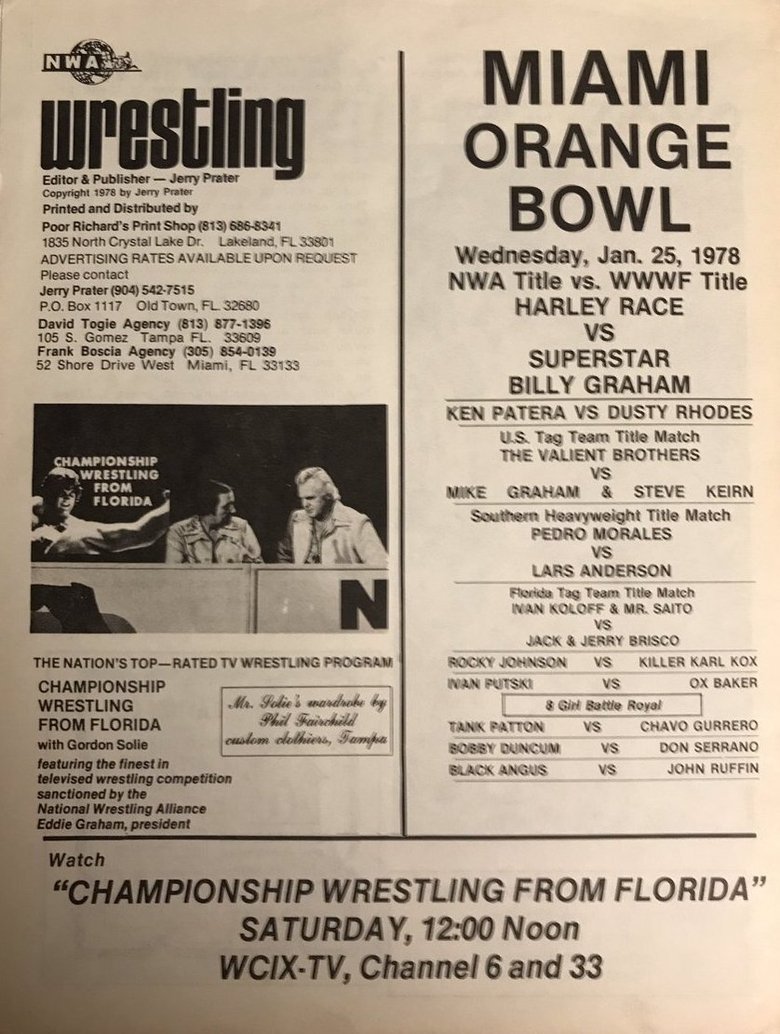 NWA
wrestling
Editor & Publisher — Jerry Prater
Copyright 1978 by Jerry Prater
Printed and Distributed by
Poor Richard's Print Shop (813) 686-8341
1835 North Crystal Lake Dr. Lakeland, FL 33801
ADVERTISING RATES AVAILABLE UPON REQUEST
Please contact
Jerry Prater (904) 542-7515
P.O. Box 1117 Old Town, FL. 32680
David Togie Agency (813) 877-1396
105 S. Gomez Tampa FL. 33609
Frank Boscia Agency (305) 854-0139
52 Shore Drive West Miami, FL 33133
CHAMPIONSHIP
WRESTLING
FROM
FLORIDA
N
THE NATION'S TOP—RATED TV WRESTLING PROGRAM
CHAMPIONSHIP
WRESTLING
FROM FLORIDA
with Gordon Solie
featuring the finest in
televised wrestling competition
sanctioned by the
National Wrestling Alliance
Eddie Graham, president
Mr. Solie's wardrobe by
Phil Fairchild
custom clothiers, Tampa
MIAMI
ORANGE
BOWL
Wednesday, Jan. 25, 1978
NWA Title vs. WWWF Title
HARLEY RACE
VS
SUPERSTAR
BILLY GRAHAM
KEN PATERA VS DUSTY RHODES
U.S. Tag Team Title Match
THE VALIENT BROTHERS
VS
MIKE GRAHAM & STEVE KEIRN
Southern Heavyweight Title Match
PEDRO MORALES
VS
LARS ANDERSON
Florida Tag Team Title Match
IVAN KOLOFF & MR. SAITO
VS
JACK & JERRY BRISCO
ROCKY JOHNSON VS KILLER KARL KOX
IVAN PUTSKI VS OX BAKER
8 Girl Battle Royal
TANK PATTON VS CHAVO GURRERO
BOBBY DUNCUM VS DON SERRANO
BLACK ANGUS VS JOHN RUFFIN
Watch
"CHAMPIONSHIP WRESTLING FROM FLORIDA"
SATURDAY, 12:00 Noon
WCIX-TV, Channel 6 and 33